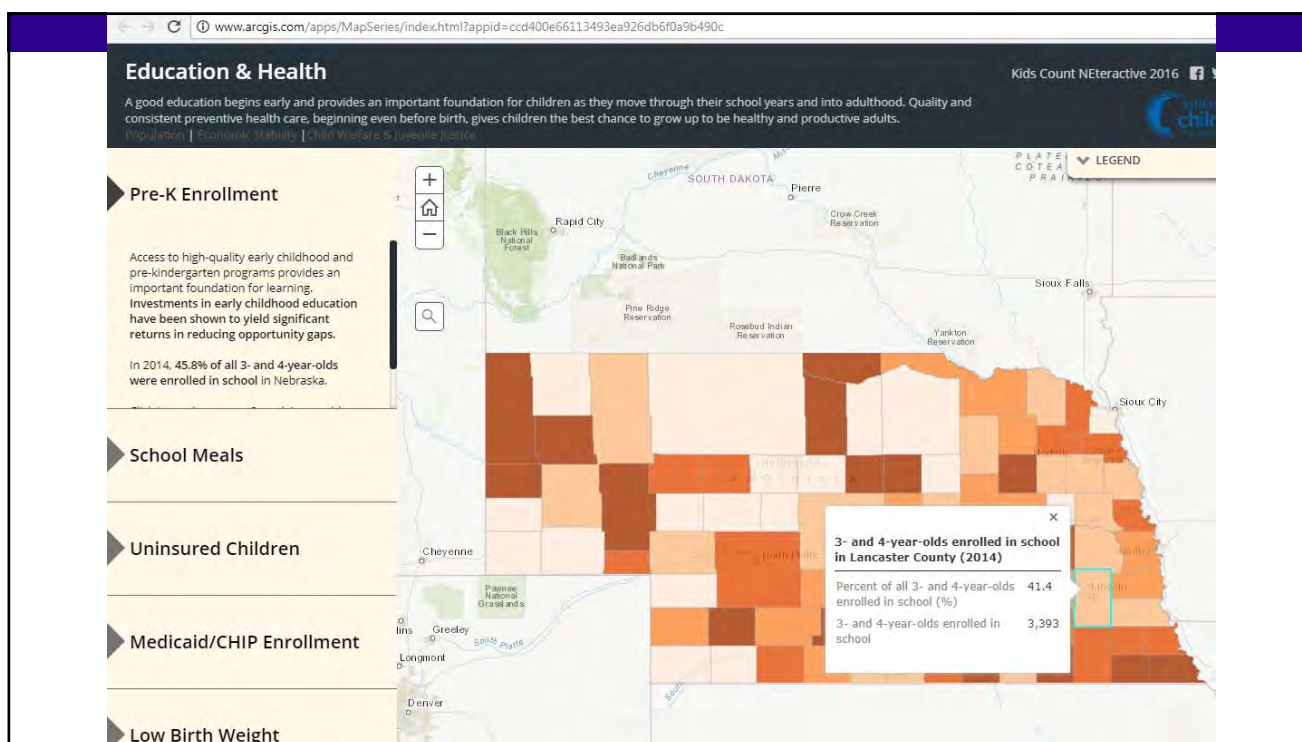 www.arcgis.com/apps/MapSeries/index.html?appid=ccd400e66113493ea926db6f0a9b490c
Education & Health
Kids Count NEteractive 2016
A good education begins early and provides an important foundation for children as they move through their school years and into adulthood. Quality and
consistent preventive health care, beginning even before birth, gives children the best chance to grow up to be healthy and productive adults.
Population | Economic Stability | Child Welfare & Juvenile Justice
LEGEND
Pre-K Enrollment
Access to high-quality early childhood and
pre-kindergarten programs provides an
important foundation for learning.
Investments in early childhood education
have been shown to yield significant
returns in reducing opportunity gaps.
In 2014, 45.8% of all 3- and 4-year-olds
were enrolled in school in Nebraska.
School Meals
Uninsured Children
Medicaid/CHIP Enrollment
Low Birth Weight
+
−
Cheyenne
SOUTH DAKOTA
Pierre
Rapid City
Black Hills
National
Forest
Crow Creek
Reservation
Badlands
National Park
Sioux Falls
Pine Ridge
Reservation
Rosebud Indian
Reservation
Yankton
Reservation
Sioux City
North Platte
3- and 4-year-olds enrolled in school
in Lancaster County (2014)
Percent of all 3- and 4-year-olds 41.4
enrolled in school (%)
3- and 4-year-olds enrolled in 3,393
school
Lincoln
Cheyenne
Pawnee
National
Grasslands
Greeley
South Platte
Longmont
Denver